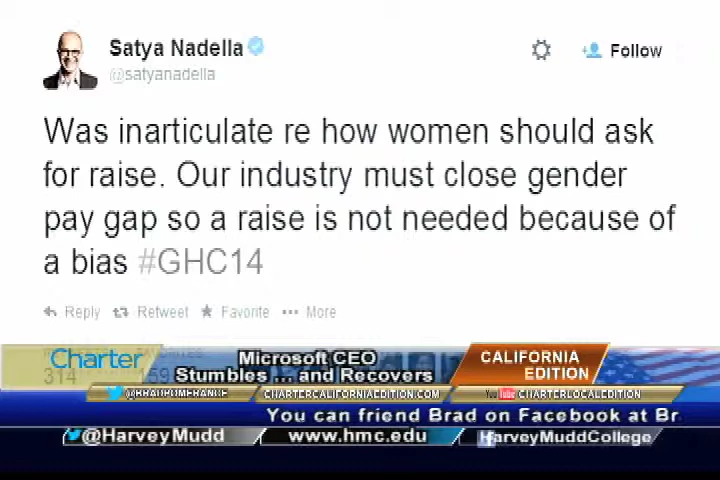 Satya Nadella
@satyanadella
Follow
Was inarticulate re how women should ask
for raise. Our industry must close gender
pay gap so a raise is not needed because of
a bias #GHC14
Reply Retweet Favorite More
Charter
Microsoft CEO
Stumbles ... and Recovers
CALIFORNIA
EDITION
314 159
@BRADPOMERANCE CHARTERCALIFORNIAEDITION.COM YouTube CHARTERLOCALEDITION
You can friend Brad on Facebook at Br
@HarveyMudd www.hmc.edu HarveyMuddCollege